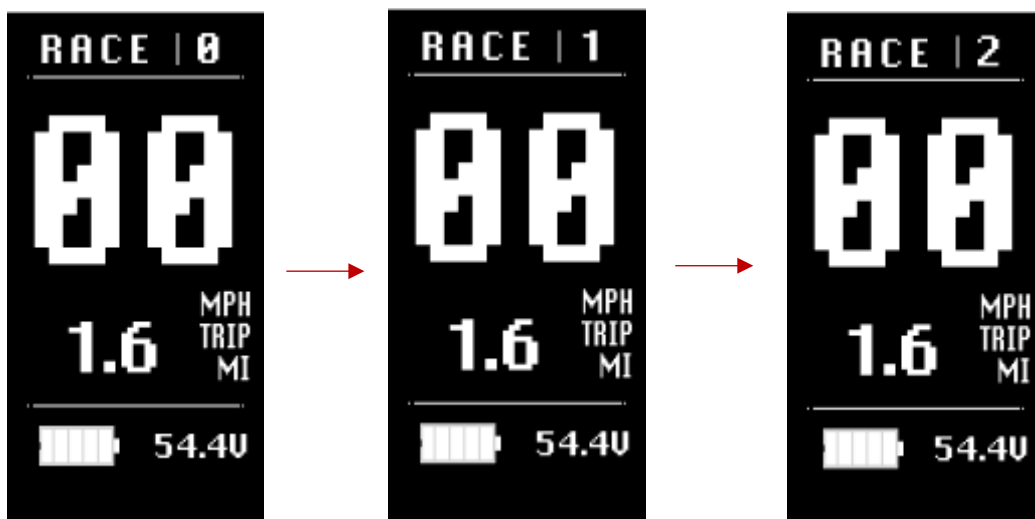 RACE | 0
00
MPH
1.6 TRIP
MI
54.4V
RACE | 1
00
MPH
1.6 TRIP
MI
54.4V
RACE | 2
00
MPH
1.6 TRIP
MI
54.4V